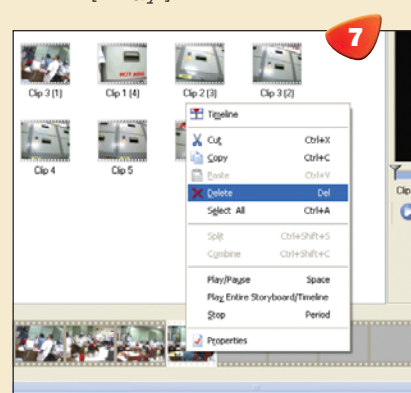 7
Clip 3 (1) Clip 1 (4) Clip 2 (3) Clip 3 (2)
Clip 4 Clip 5
Timeline
Cut Ctrl+X
Copy Ctrl+C
Paste Ctrl+V
Delete Del
Select All Ctrl+A
Split Ctrl+Shift+S
Combine Ctrl+Shift+C
Play/Pause Space
Play Entire Storyboard/Timeline
Stop Period
Properties
Clip